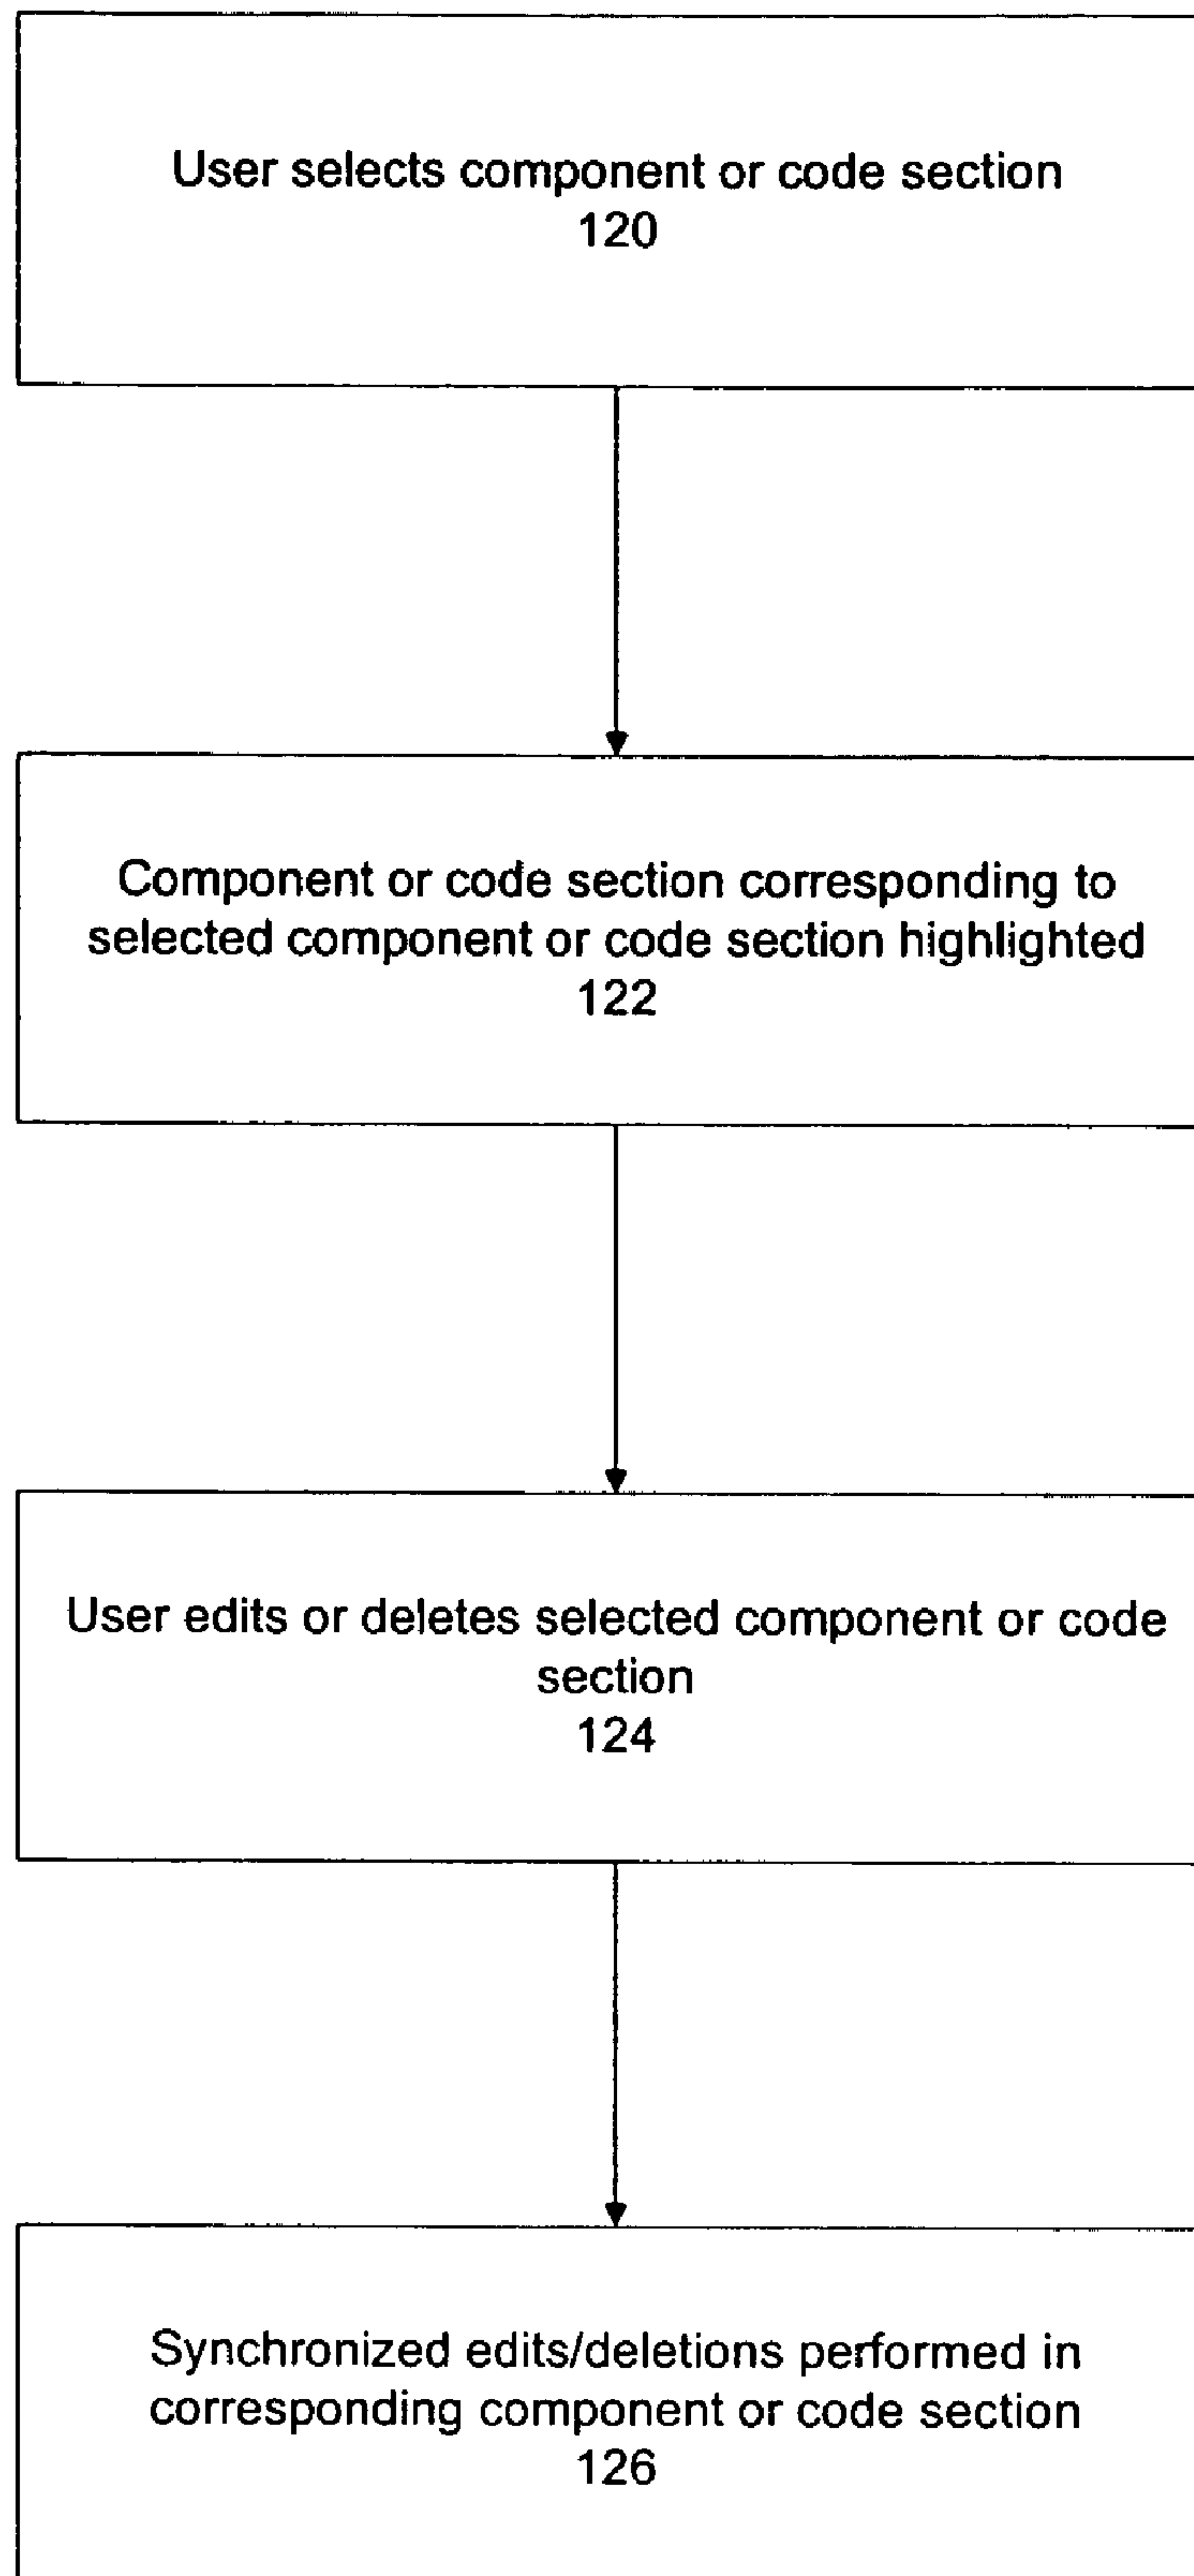 User selects component or code section
120
Component or code section corresponding to
selected component or code section highlighted
122
User edits or deletes selected component or code
section
124
Synchronized edits/deletions performed in
corresponding component or code section
126